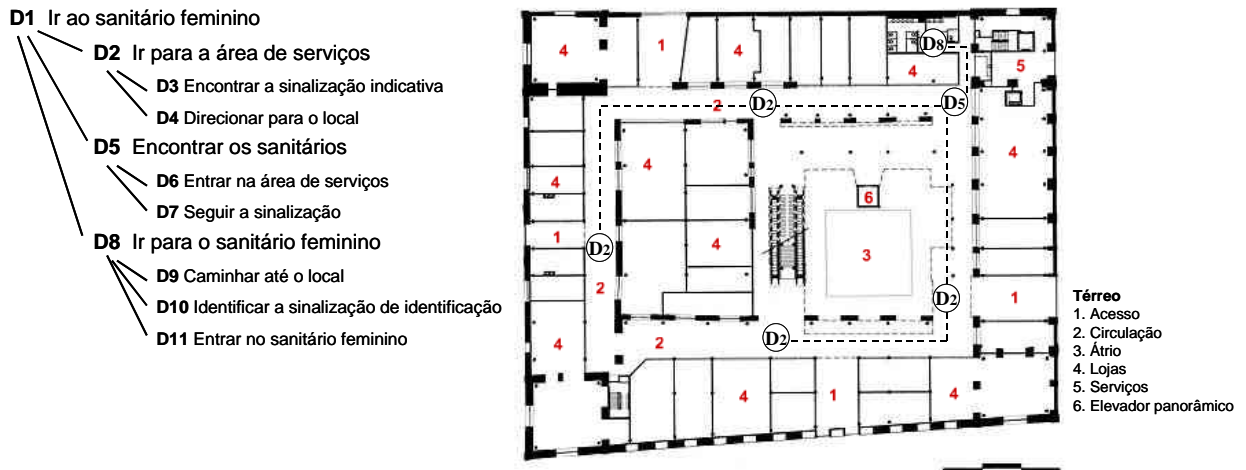 D1 Ir ao sanitário feminino
D2 Ir para a área de serviços
D3 Encontrar a sinalização indicativa
D4 Direcionar para o local
D5 Encontrar os sanitários
D6 Entrar na área de serviços
D7 Seguir a sinalização
D8 Ir para o sanitário feminino
D9 Caminhar até o local
D10 Identificar a sinalização de identificação
D11 Entrar no sanitário feminino
4
1
4
D8
4
5
2
D2
D5
4
4
4
6
1
D2
4
3
2
D2
1
4
2
D2
4
1
4
Térreo
1. Acesso
2. Circulação
3. Átrio
4. Lojas
5. Serviços
6. Elevador panorâmico